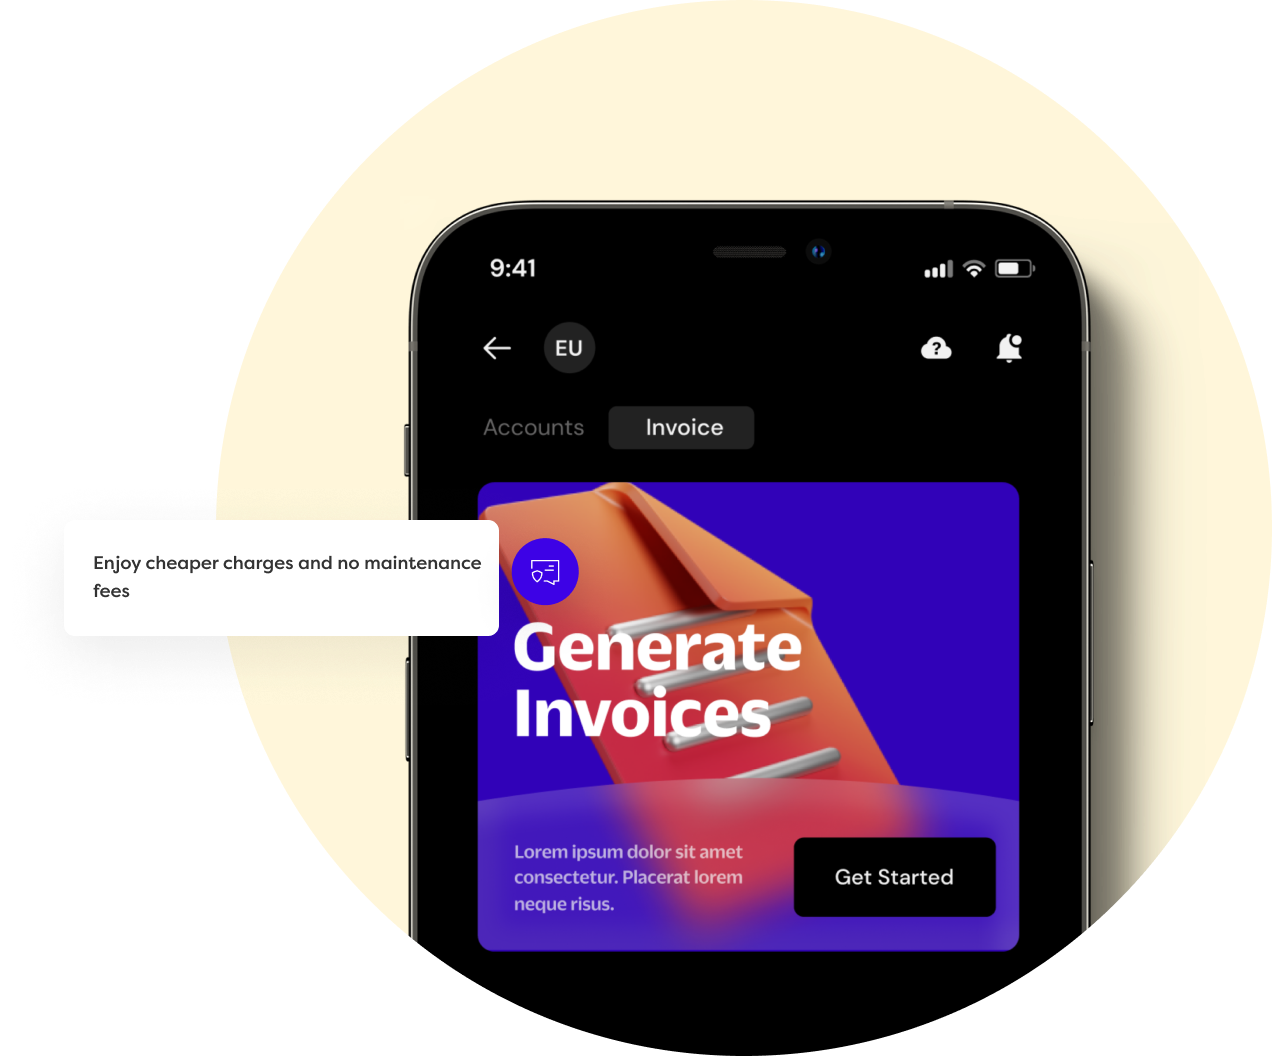 9:41
EU
?
Accounts
Invoice
Enjoy cheaper charges and no maintenance
fees
Generate
Invoices
Lorem ipsum dolor sit amet
consectetur. Placerat lorem
neque risus.
Get Started